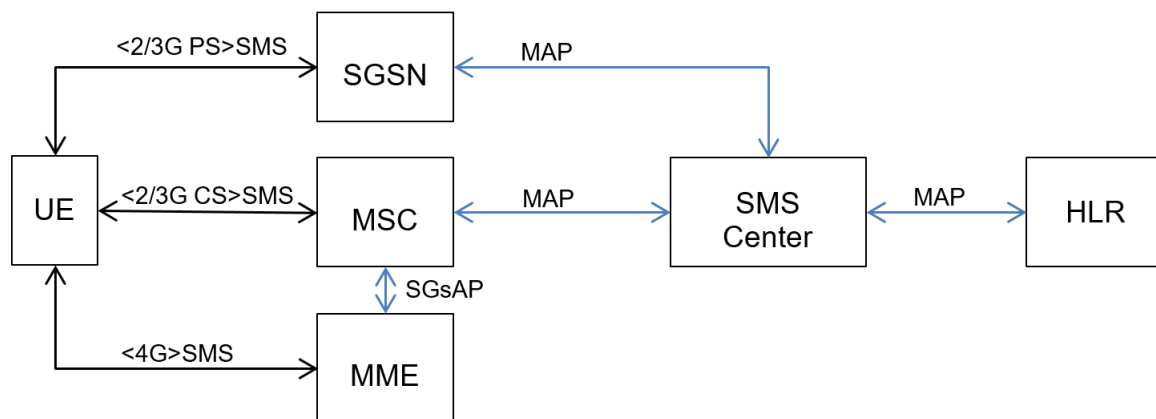 <2/3G PS>SMS
SGSN
MAP
UE
<2/3G CS>SMS
MSC
MAP
SMS
Center
MAP
HLR
SGsAP
<4G>SMS
MME